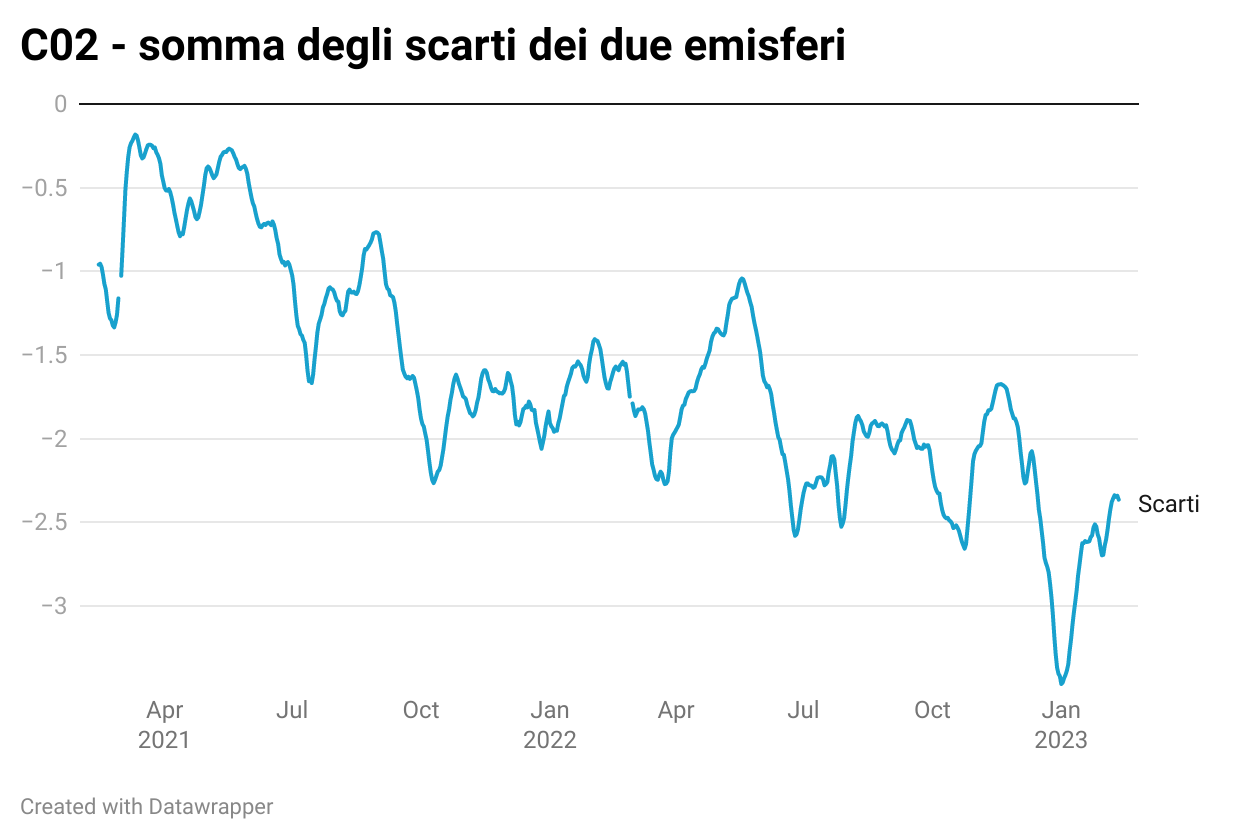 C02 - somma degli scarti dei due emisferi
0
−0.5
−1
−1.5
−2
−2.5
−3
Scarti
Apr Jul Oct Jan Apr Jul Oct Jan
2021 2022 2023
Created with Datawrapper